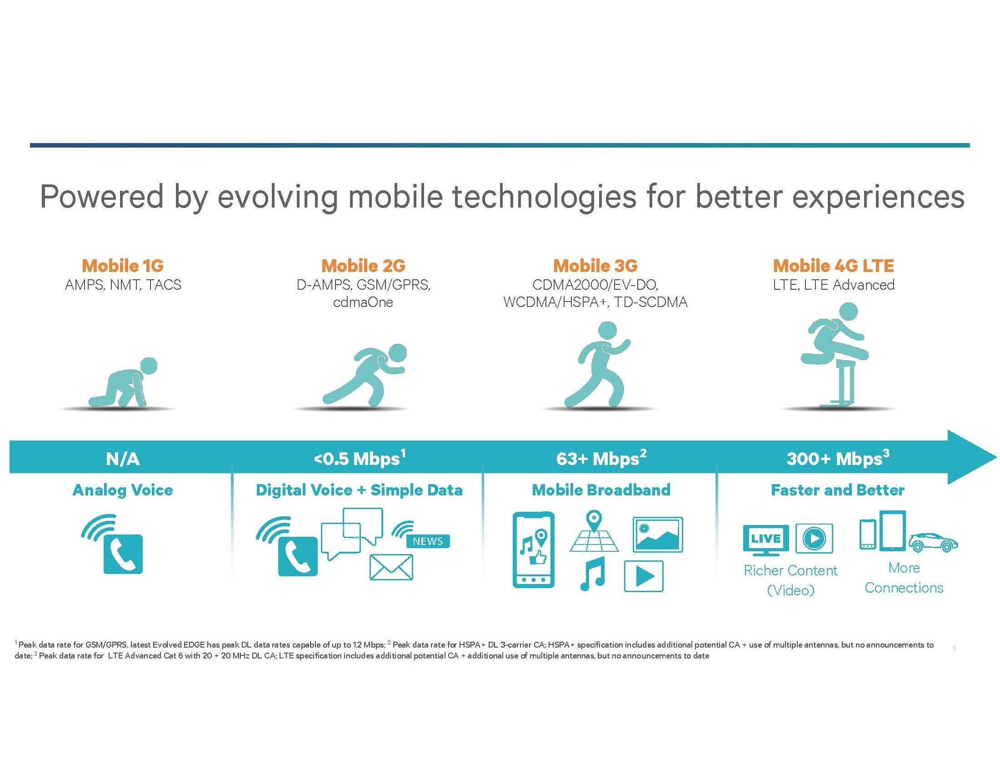 Powered by evolving mobile technologies for better experiences
Mobile 1G
AMPS, NMT, TACS
Mobile 2G
D-AMPS, GSM/GPRS,
cdmaOne
Mobile 3G
CDMA2000/EV-DO,
WCDMA/HSPA+, TD-SCDMA
Mobile 4G LTE
LTE, LTE Advanced
N/A
<0.5 Mbps¹
63+ Mbps²
300+ Mbps³
Analog Voice
Digital Voice + Simple Data
NEWS
Mobile Broadband
Faster and Better
LIVE
Richer Content
(Video)
More
Connections
¹ Peak data rate for GSM/GPRS, latest Evolved EDGE has peak DL data rates capable of up to 1.2 Mbps; ² Peak data rate for HSPA+ DL 3-carrier CA; HSPA+ specification includes additional potential CA + use of multiple antennas, but no announcements to
date; ³ Peak data rate for LTE Advanced Cat 6 with 20 + 20 MHz DL CA; LTE specification includes additional potential CA + additional use of multiple antennas, but no announcements to date
5